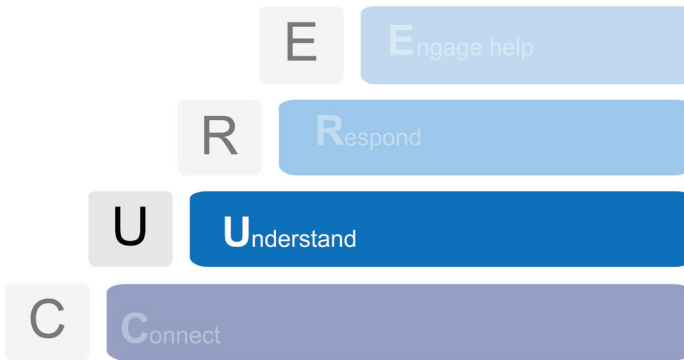 E Engage help
R Respond
U Understand
C Connect